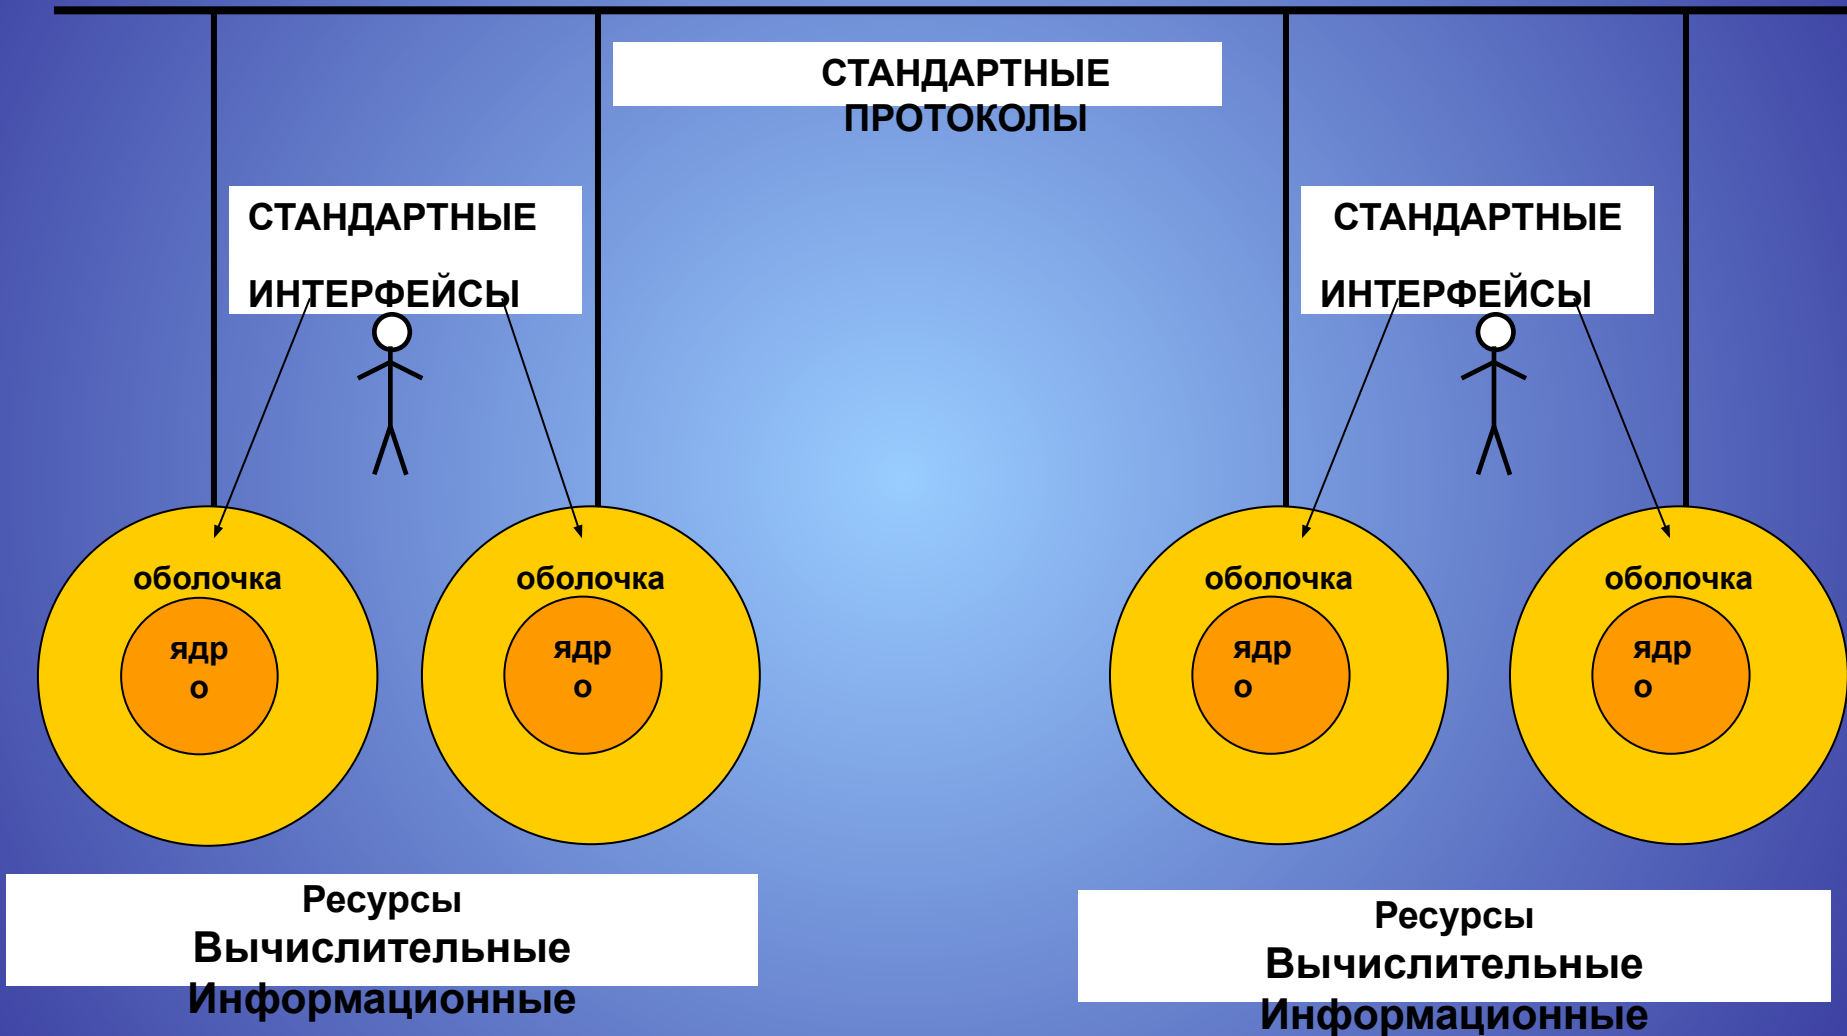 СТАНДАРТНЫЕ
ПРОТОКОЛЫ
СТАНДАРТНЫЕ
ИНТЕРФЕЙСЫ
СТАНДАРТНЫЕ
ИНТЕРФЕЙСЫ
оболочка
ядр
о
оболочка
ядр
о
оболочка
ядр
о
оболочка
ядр
о
Ресурсы
Вычислительные
Информационные
Ресурсы
Вычислительные
Информационные